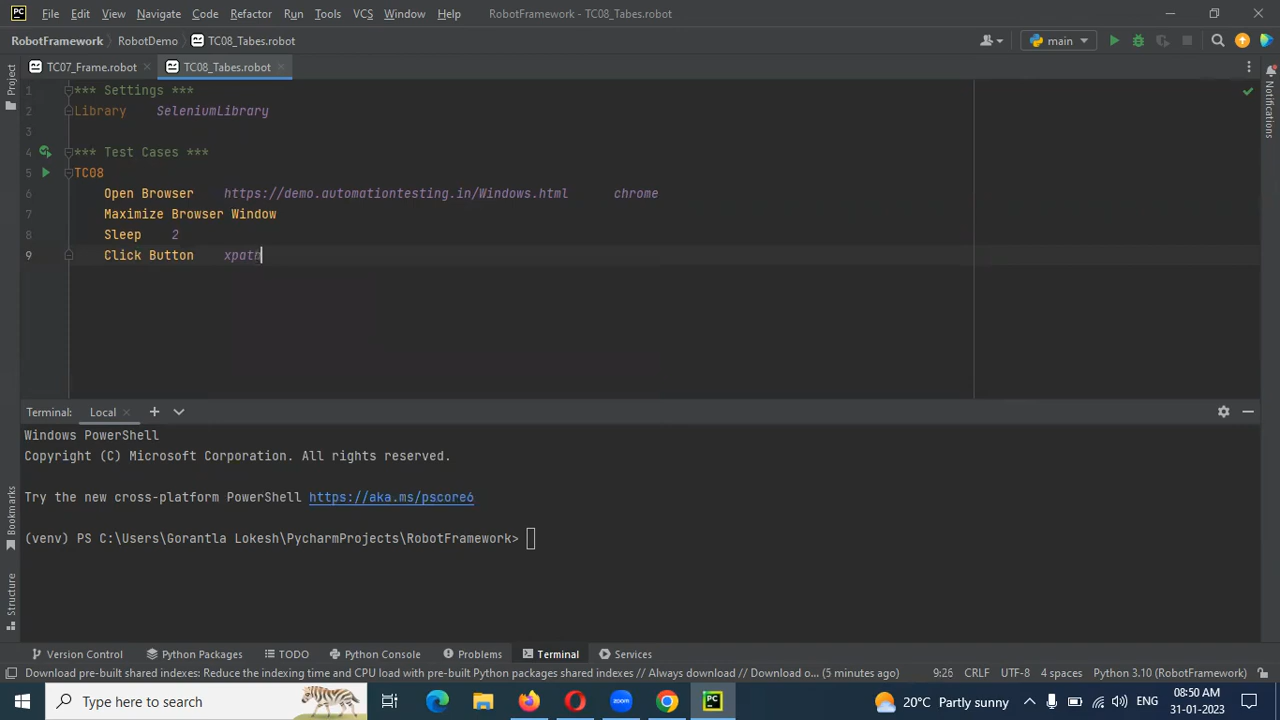 File Edit View Navigate Code Refactor Run Tools VCS Window Help RobotFramework - TC08_Tabes.robot
RobotFramework RobotDemo TC08_Tabes.robot main
TC07_Frame.robot TC08_Tabes.robot
Project
Notifications
1 *** Settings ***
2 Library SeleniumLibrary
3
4 *** Test Cases ***
5 TC08
6 Open Browser https://demo.automationtesting.in/Windows.html chrome
7 Maximize Browser Window
8 Sleep 2
9 Click Button xpath
Terminal: Local
Windows PowerShell
Copyright (C) Microsoft Corporation. All rights reserved.
Try the new cross-platform PowerShell https://aka.ms/pscore6
(venv) PS C:\Users\Gorantla Lokesh\PycharmProjects\RobotFramework>
Bookmarks
Structure
Version Control Python Packages TODO Python Console Problems Terminal Services
Download pre-built shared indexes: Reduce the indexing time and CPU load with pre-built Python packages shared indexes // Always download // Download o... (5 minutes ago) 9:26 CRLF UTF-8 4 spaces Python 3.10 (RobotFramework)
Type here to search zoom PC 20°C Partly sunny ENG 08:50 AM
31-01-2023